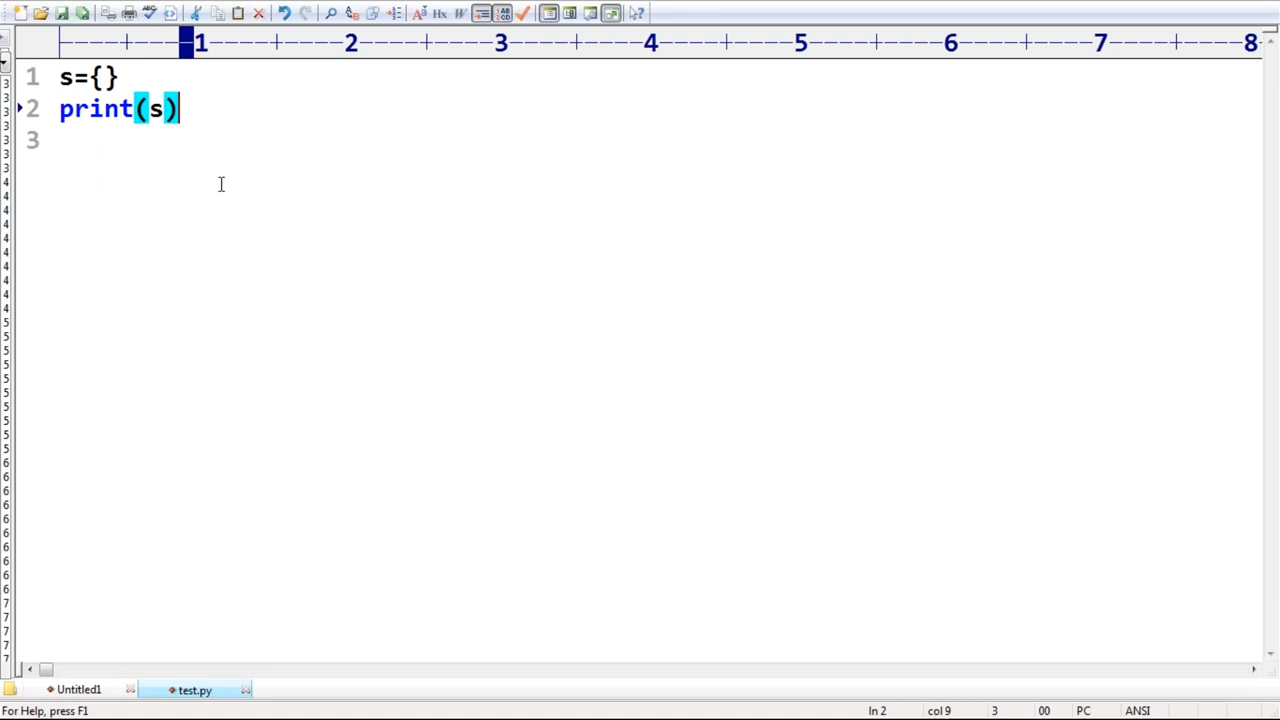 1 2 3 4 5 6 7 8
1 s={}
2 print(s)
3
Untitled1 test.py
For Help, press F1 ln 2 col 9 3 00 PC ANSI